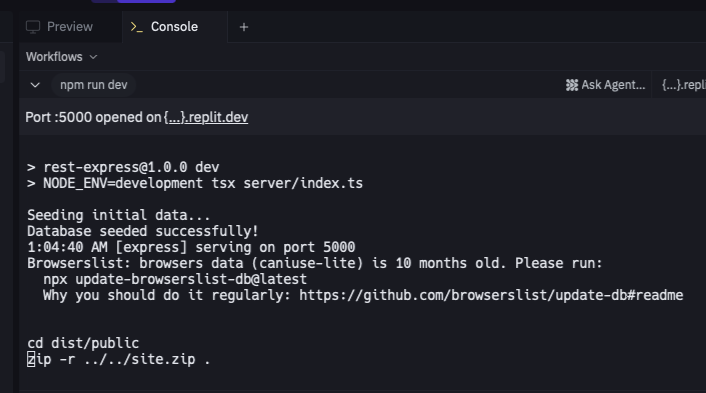 Preview
>_ Console
+
Workflows
npm run dev
Ask Agent...
{...}.repl
Port :5000 opened on {...}.replit.dev
> rest-express@1.0.0 dev
> NODE_ENV=development tsx server/index.ts
Seeding initial data...
Database seeded successfully!
1:04:40 AM [express] serving on port 5000
Browserslist: browsers data (caniuse-lite) is 10 months old. Please run:
npx update-browserslist-db@latest
Why you should do it regularly: https://github.com/browserslist/update-db#readme
cd dist/public
zip -r ../../site.zip .